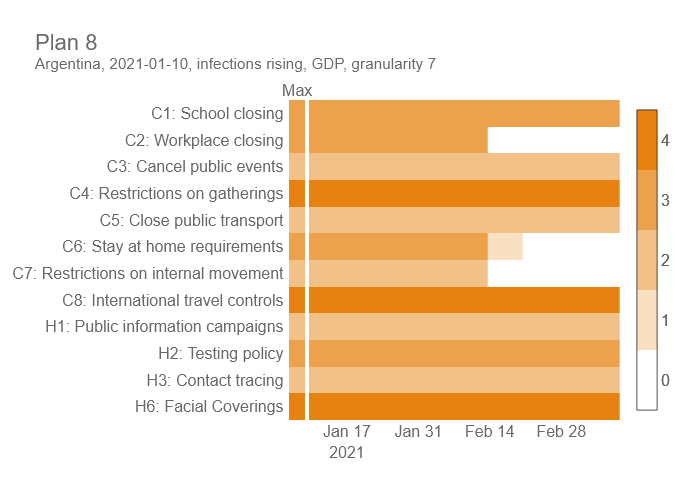 Plan 8
Argentina, 2021-01-10, infections rising, GDP, granularity 7
Max
C1: School closing
C2: Workplace closing
C3: Cancel public events
C4: Restrictions on gatherings
C5: Close public transport
C6: Stay at home requirements
C7: Restrictions on internal movement
C8: International travel controls
H1: Public information campaigns
H2: Testing policy
H3: Contact tracing
H6: Facial Coverings
Jan 17 Jan 31 Feb 14 Feb 28
2021
4
3
2
1
0